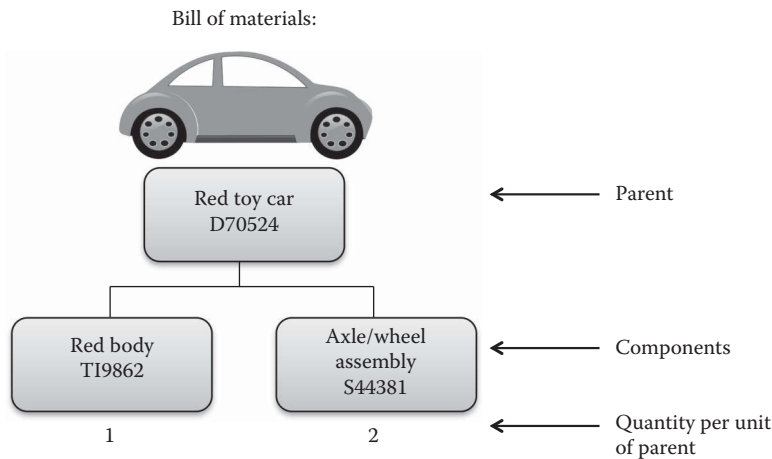 Bill of materials:
Red toy car
D70524
Parent
Red body
TI9862
Axle/wheel
assembly
S44381
Components
1
2
Quantity per unit
of parent